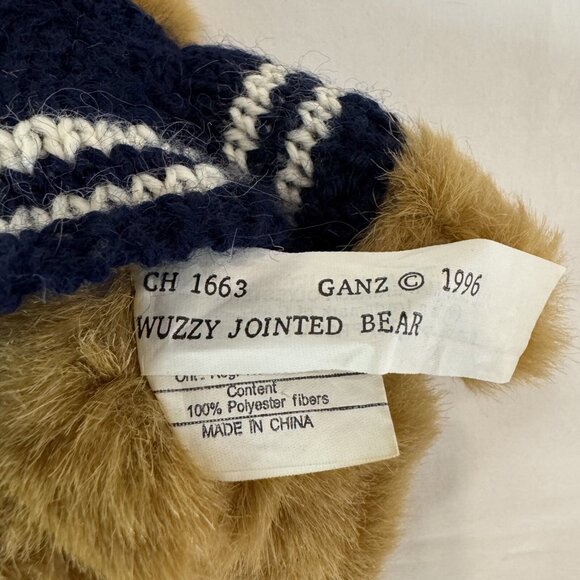 CH 1663 GANZ © 1996
WUZZY JOINTED BEAR
Content
100% Polyester fibers
MADE IN CHINA